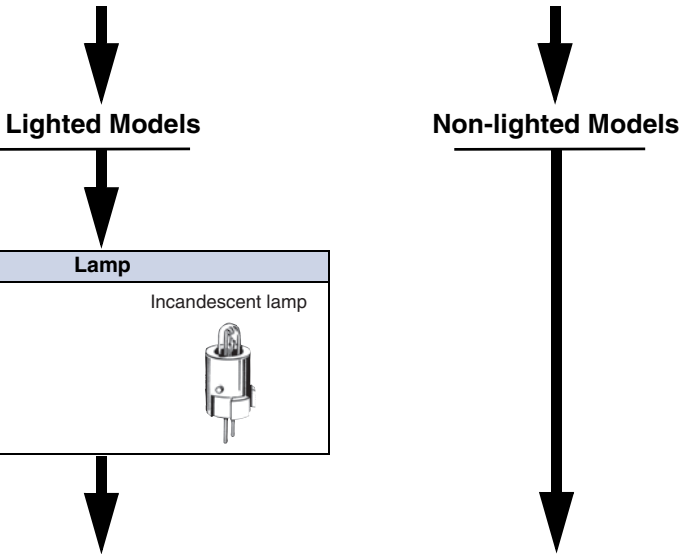 Lighted Models
Non-lighted Models
Lamp
Incandescent lamp